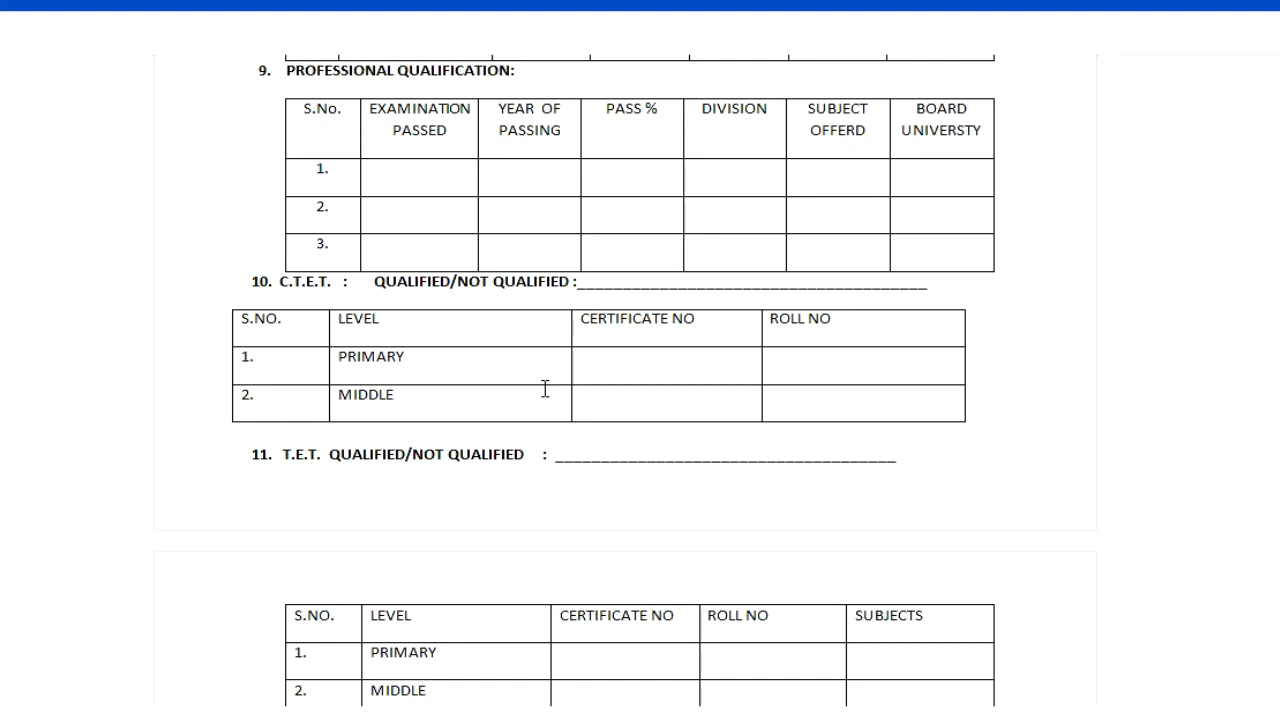 9. PROFESSIONAL QUALIFICATION:
S.No. EXAMINATION PASSED YEAR OF PASSING PASS % DIVISION SUBJECT OFFERD BOARD UNIVERSTY
1.
2.
3.
10. C.T.E.T. : QUALIFIED/NOT QUALIFIED :_____________________________________
S.NO. LEVEL CERTIFICATE NO ROLL NO
1. PRIMARY
2. MIDDLE
11. T.E.T. QUALIFIED/NOT QUALIFIED : _____________________________________
S.NO. LEVEL CERTIFICATE NO ROLL NO SUBJECTS
1. PRIMARY
2. MIDDLE